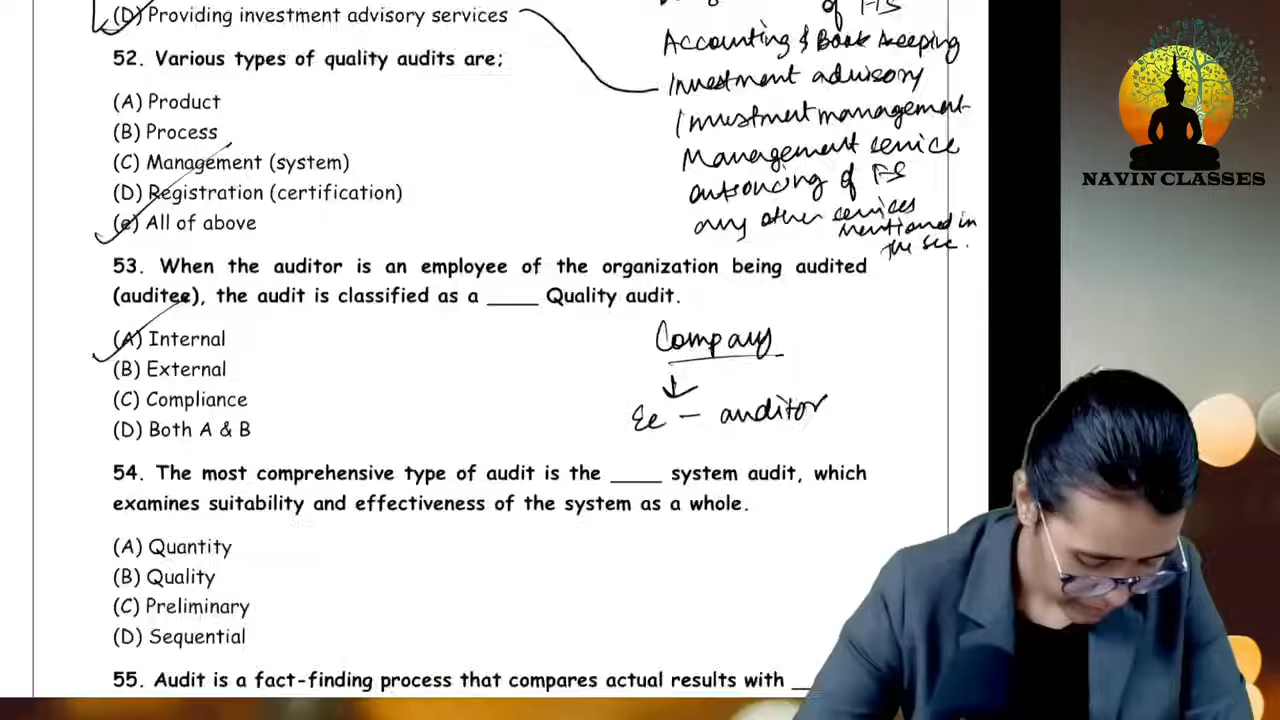 (D) Providing investment advisory services
of FIS
Accounting & Book keeping
Investment advisory
Investment management
Management service
outsourcing of FS
any other services
mentioned in
the sec.
NAVIN CLASSES
52. Various types of quality audits are;
(A) Product
(B) Process
(C) Management (system)
(D) Registration (certification)
(e) All of above
53. When the auditor is an employee of the organization being audited
(auditee), the audit is classified as a ____ Quality audit.
(A) Internal
(B) External
(C) Compliance
(D) Both A & B
Company
Ee - auditor
54. The most comprehensive type of audit is the ____ system audit, which
examines suitability and effectiveness of the system as a whole.
(A) Quantity
(B) Quality
(C) Preliminary
(D) Sequential
55. Audit is a fact-finding process that compares actual results with __